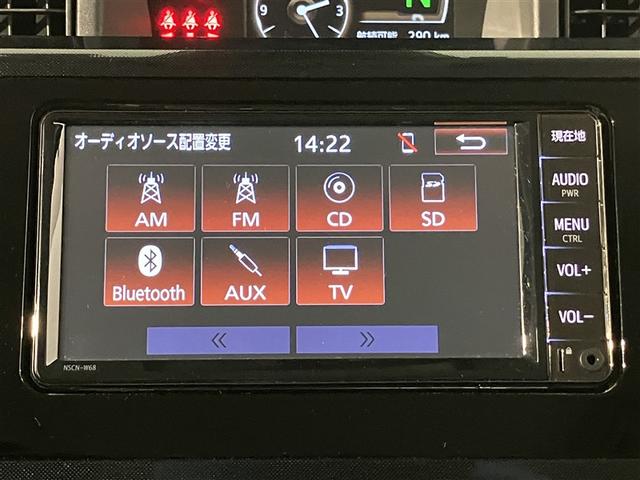 9 3
N
航続可能 290 km
オーディオソース配置変更 14:22
現在地
AM FM CD SD
AUDIO
PWR
MENU
CTRL
Bluetooth AUX TV
VOL+
VOL-
NSCN-W68